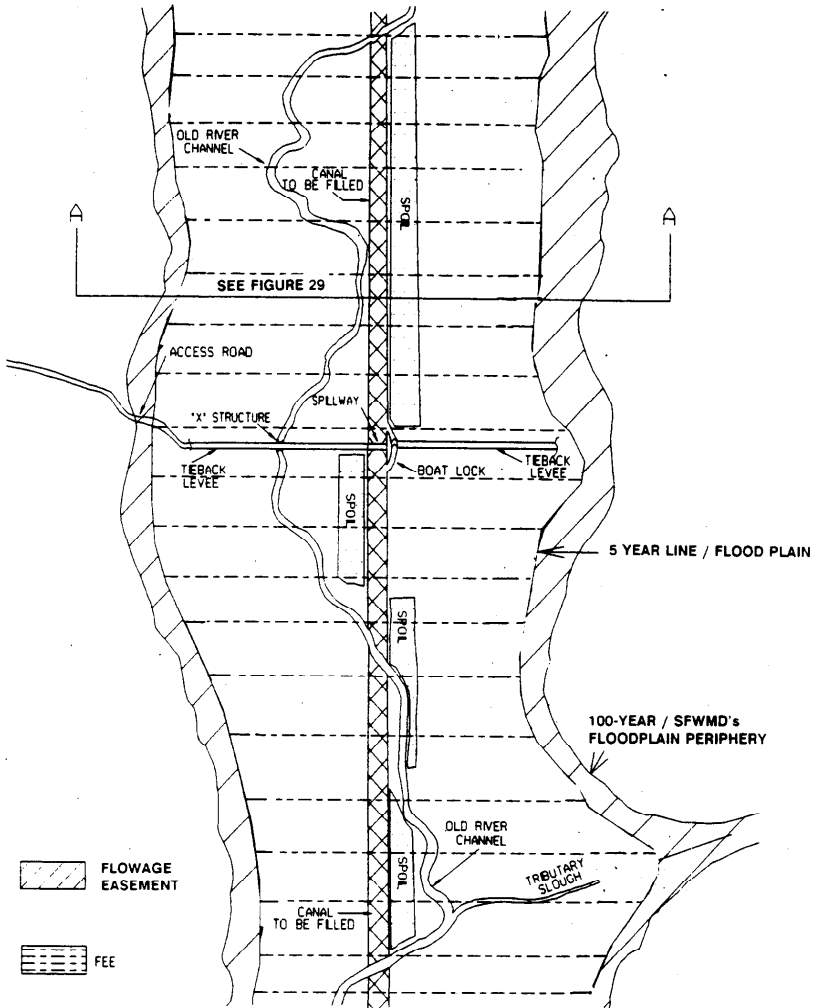 OLD RIVER
CHANNEL
CANAL
TO BE FILLED
SPOIL
A
A
SEE FIGURE 29
ACCESS ROAD
"X" STRUCTURE
SPILLWAY
TIEBACK
LEVEE
BOAT LOCK
TIEBACK
LEVEE
SPOIL
5 YEAR LINE / FLOOD PLAIN
SPOIL
100-YEAR / SFWMD's
FLOODPLAIN PERIPHERY
OLD RIVER
CHANNEL
SPOIL
TRIBUTARY
SLOUGH
FLOWAGE
EASEMENT
CANAL
TO BE FILLED
FEE